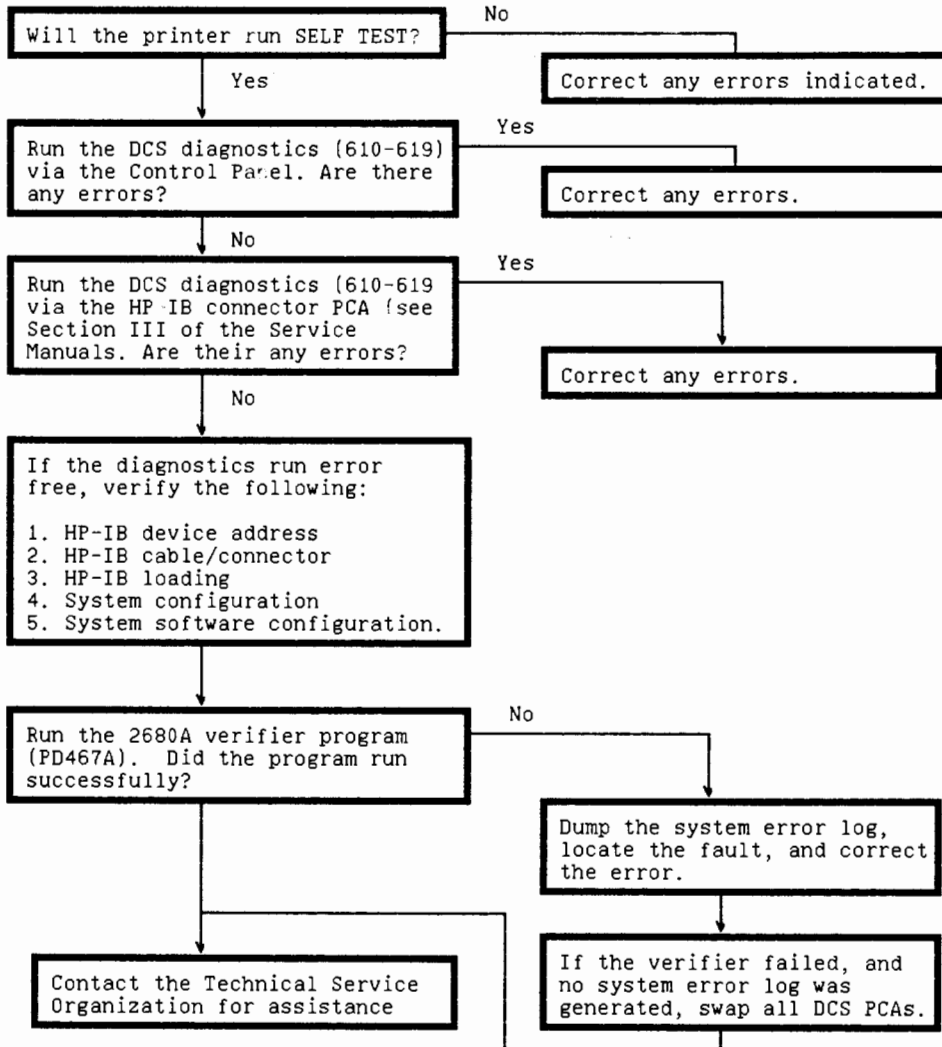 No
Will the printer run SELF TEST?
Yes
Correct any errors indicated.
Yes
Run the DCS diagnostics (610-619)
via the Control Panel. Are there
any errors?
Correct any errors.
No
Yes
Run the DCS diagnostics (610-619
via the HP-IB connector PCA (see
Section III of the Service
Manuals. Are their any errors?
Correct any errors.
No
If the diagnostics run error
free, verify the following:
1. HP-IB device address
2. HP-IB cable/connector
3. HP-IB loading
4. System configuration
5. System software configuration.
No
Run the 2680A verifier program
(PD467A). Did the program run
successfully?
Dump the system error log,
locate the fault, and correct
the error.
Contact the Technical Service
Organization for assistance
If the verifier failed, and
no system error log was
generated, swap all DCS PCAs.